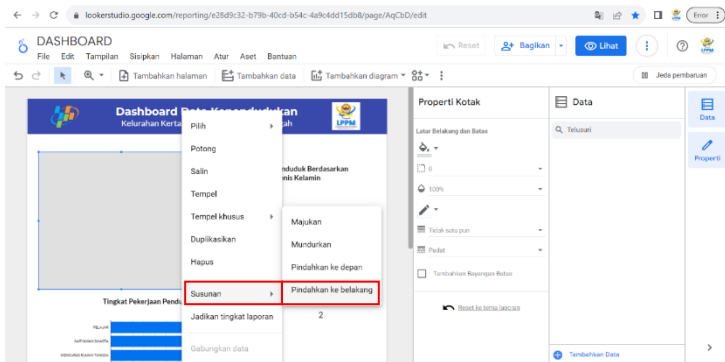 lookerstudio.google.com/reporting/e28d9c32-b79b-40cd-b54c-4a9c4dd15db8/page/AqCbD/edit
Error
DASHBOARD
File Edit Tampilan Sisipkan Halaman Atur Aset Bantuan
Reset
Bagikan
Lihat
Tambahkan halaman
Tambahkan data
Tambahkan diagram
Jeda pembaruan
Dashboard Data Kependudukan
Kelurahan Kerta
ah
LPPM
nduduk Berdasarkan
nis Kelamin
Pilih
Potong
Salin
Tempel
Tempel khusus
Duplikasikan
Hapus
Susunan
Jadikan tingkat laporan
Gabungkan data
Majukan
Mundurkan
Pindahkan ke depan
Pindahkan ke belakang
2
Tingkat Pekerjaan Pendu
PELAJAR
Properti Kotak
Latar Belakang dan Batas
0
100%
Tidak satu pun
Padat
Tambahkan Bayangan Batas
Reset ke tema laporan
Data
Telusuri
Tambahkan Data
Data
Properti